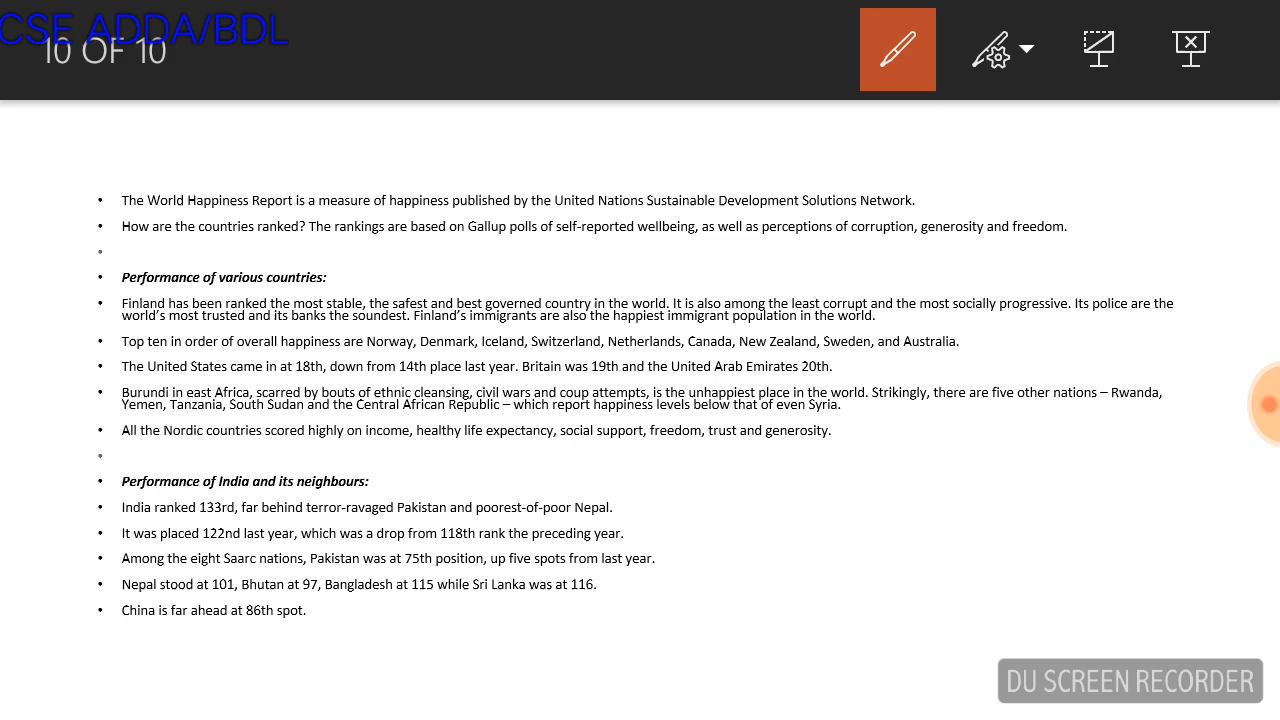 CSE ADDA/BDL
10 OF 10
• The World Happiness Report is a measure of happiness published by the United Nations Sustainable Development Solutions Network.
• How are the countries ranked? The rankings are based on Gallup polls of self-reported wellbeing, as well as perceptions of corruption, generosity and freedom.
•
• Performance of various countries:
• Finland has been ranked the most stable, the safest and best governed country in the world. It is also among the least corrupt and the most socially progressive. Its police are the
world's most trusted and its banks the soundest. Finland's immigrants are also the happiest immigrant population in the world.
• Top ten in order of overall happiness are Norway, Denmark, Iceland, Switzerland, Netherlands, Canada, New Zealand, Sweden, and Australia.
• The United States came in at 18th, down from 14th place last year. Britain was 19th and the United Arab Emirates 20th.
• Burundi in east Africa, scarred by bouts of ethnic cleansing, civil wars and coup attempts, is the unhappiest place in the world. Strikingly, there are five other nations – Rwanda,
Yemen, Tanzania, South Sudan and the Central African Republic – which report happiness levels below that of even Syria.
• All the Nordic countries scored highly on income, healthy life expectancy, social support, freedom, trust and generosity.
•
• Performance of India and its neighbours:
• India ranked 133rd, far behind terror-ravaged Pakistan and poorest-of-poor Nepal.
• It was placed 122nd last year, which was a drop from 118th rank the preceding year.
• Among the eight Saarc nations, Pakistan was at 75th position, up five spots from last year.
• Nepal stood at 101, Bhutan at 97, Bangladesh at 115 while Sri Lanka was at 116.
• China is far ahead at 86th spot.
DU SCREEN RECORDER